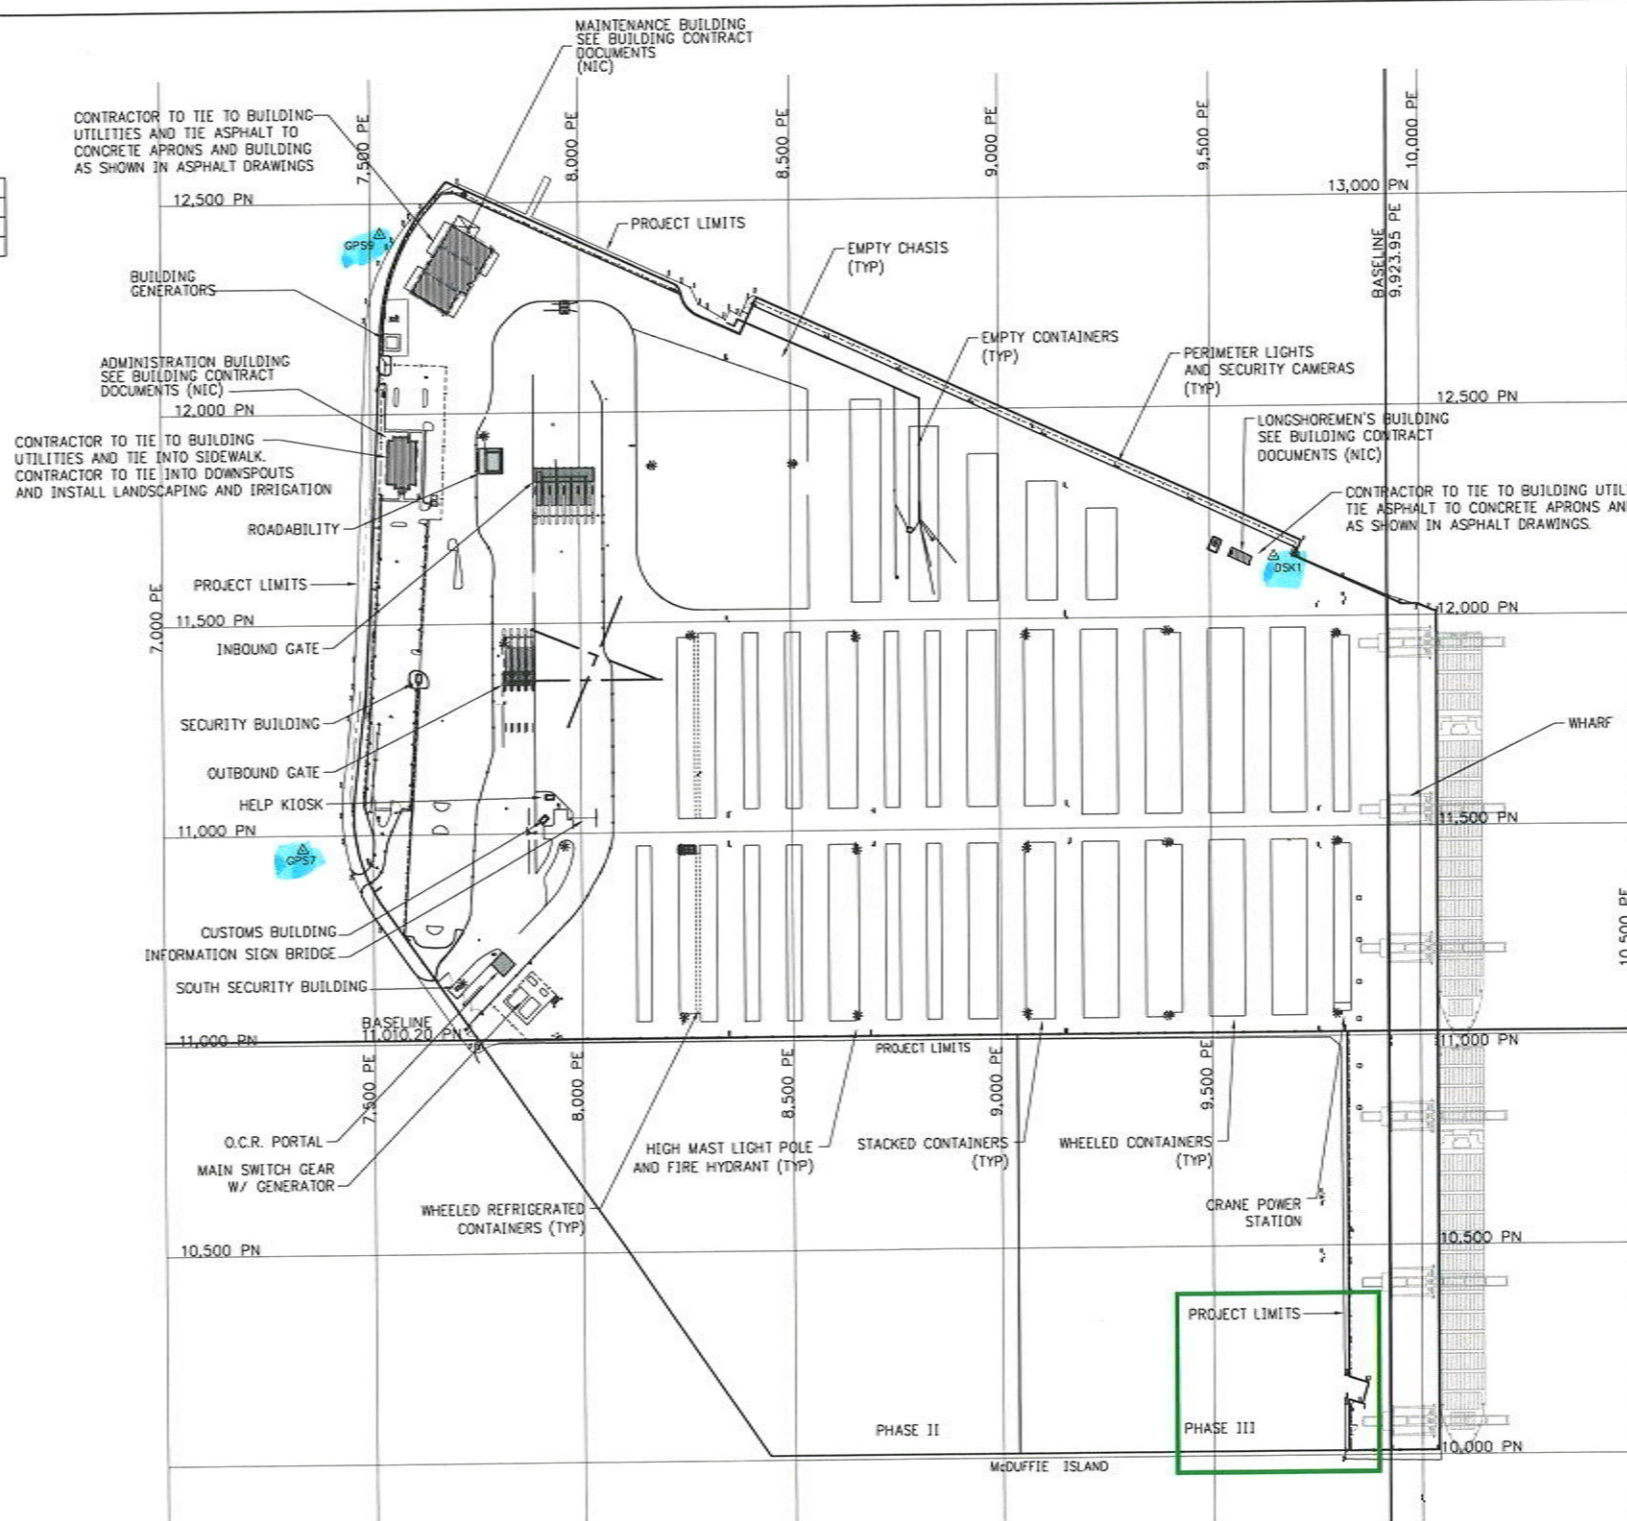 MAINTENANCE BUILDING
SEE BUILDING CONTRACT
DOCUMENTS
(NIC)
CONTRACTOR TO TIE TO BUILDING
UTILITIES AND TIE ASPHALT TO
CONCRETE APRONS AND BUILDING
AS SHOWN IN ASPHALT DRAWINGS
7,500 PE
8,000 PE
8,500 PE
9,000 PE
9,500 PE
10,000 PE
13,000 PN
12,500 PN
BASELINE
9,923.95 PE
PROJECT LIMITS
GPS9
EMPTY CHASIS
(TYP)
BUILDING
GENERATORS
EMPTY CONTAINERS
(TYP)
PERIMETER LIGHTS
AND SECURITY CAMERAS
(TYP)
ADMINISTRATION BUILDING
SEE BUILDING CONTRACT
DOCUMENTS (NIC)
12,500 PN
12,000 PN
LONGSHOREMEN'S BUILDING
SEE BUILDING CONTRACT
DOCUMENTS (NIC)
CONTRACTOR TO TIE TO BUILDING
UTILITIES AND TIE INTO SIDEWALK.
CONTRACTOR TO TIE INTO DOWNSPOUTS
AND INSTALL LANDSCAPING AND IRRIGATION
CONTRACTOR TO TIE TO BUILDING UTILI
TIE ASPHALT TO CONCRETE APRONS AN
AS SHOWN IN ASPHALT DRAWINGS.
ROADABILITY
DSK1
PROJECT LIMITS
7,000 PE
12,000 PN
11,500 PN
INBOUND GATE
SECURITY BUILDING
WHARF
OUTBOUND GATE
HELP KIOSK
11,500 PN
11,000 PN
GPS7
CUSTOMS BUILDING
INFORMATION SIGN BRIDGE
10,500 PE
SOUTH SECURITY BUILDING
BASELINE
11,010.20 PN
11,000 PN
PROJECT LIMITS
11,000 PN
7,500 PE
8,000 PE
8,500 PE
9,000 PE
9,500 PE
O.C.R. PORTAL
HIGH MAST LIGHT POLE
AND FIRE HYDRANT (TYP)
STACKED CONTAINERS
(TYP)
WHEELED CONTAINERS
(TYP)
MAIN SWITCH GEAR
W/ GENERATOR
WHEELED REFRIGERATED
CONTAINERS (TYP)
CRANE POWER
STATION
10,500 PN
10,500 PN
PROJECT LIMITS
PHASE II
PHASE III
10,000 PN
McDUFFIE ISLAND